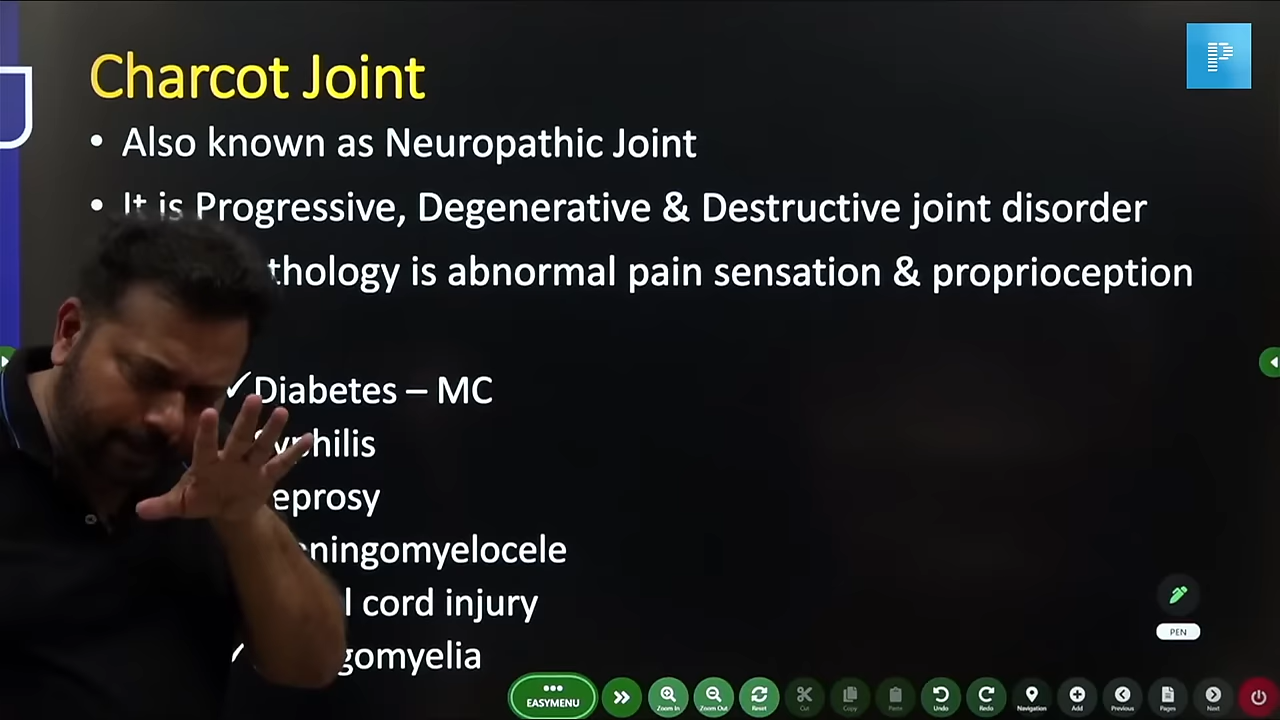 Charcot Joint
• Also known as Neuropathic Joint
• It is Progressive, Degenerative & Destructive joint disorder
thology is abnormal pain sensation & proprioception
✓Diabetes – MC
Syphilis
eprosy
ningomyelocele
l cord injury
✓ gomyelia
P
PEN
EASYMENU
Zoom In
Zoom Out
Reset
Cut
Copy
Paste
Undo
Redo
Navigation
Add
Previous
Pages
Next